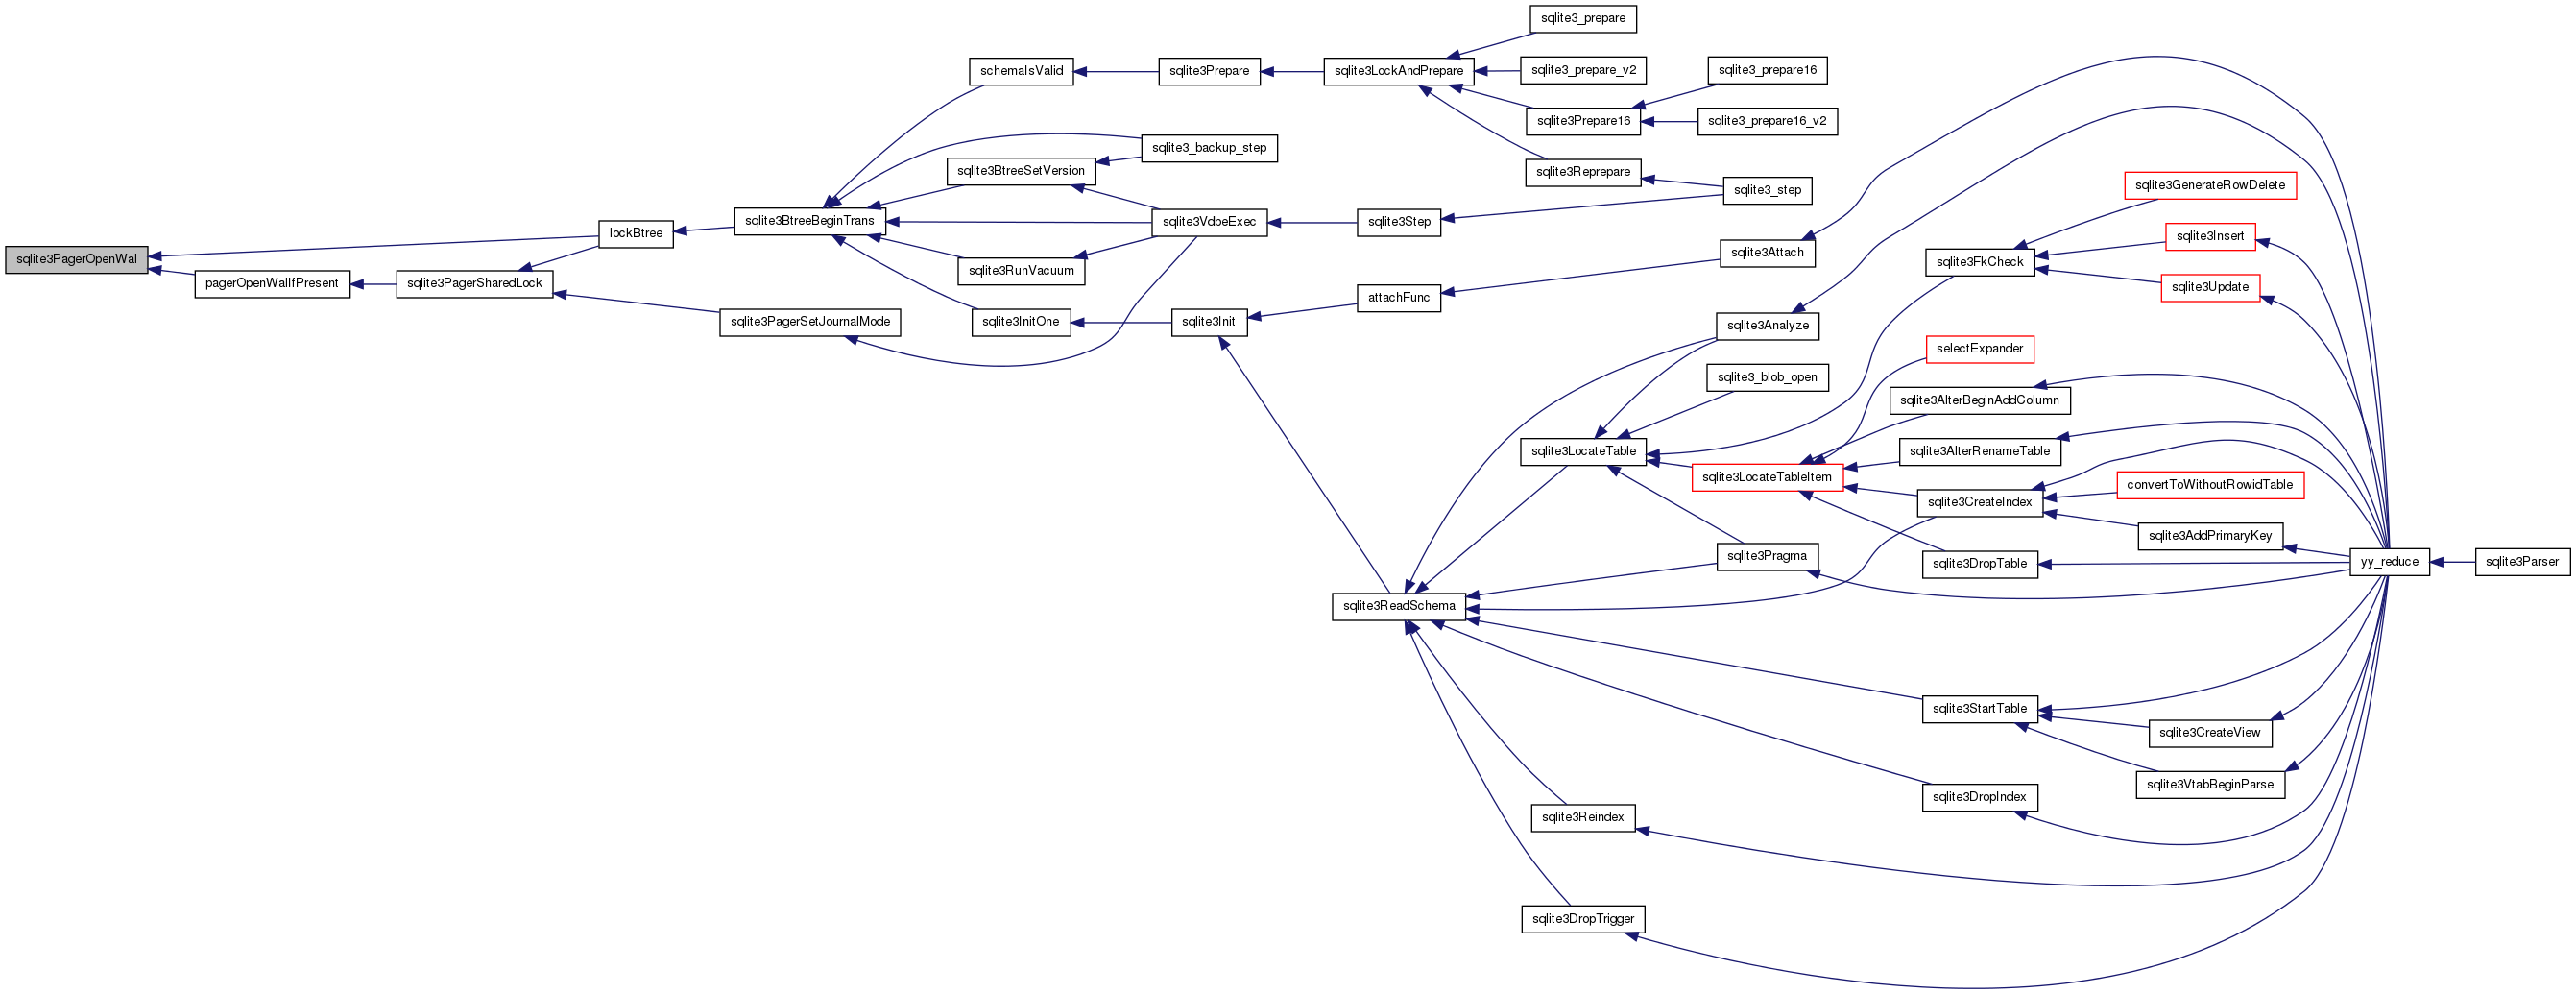 sqlite3_prepare
schemaIsValid
sqlite3Prepare
sqlite3LockAndPrepare
sqlite3_prepare_v2
sqlite3_prepare16
sqlite3Prepare16
sqlite3_prepare16_v2
sqlite3_backup_step
sqlite3BtreeSetVersion
sqlite3Reprepare
sqlite3_step
sqlite3GenerateRowDelete
sqlite3BtreeBeginTrans
sqlite3VdbeExec
sqlite3Step
lockBtree
sqlite3Insert
sqlite3Attach
sqlite3PagerOpenWal
sqlite3FkCheck
sqlite3RunVacuum
pagerOpenWalIfPresent
sqlite3PagerSharedLock
sqlite3Update
attachFunc
sqlite3PagerSetJournalMode
sqlite3InitOne
sqlite3Init
sqlite3Analyze
selectExpander
sqlite3_blob_open
sqlite3AlterBeginAddColumn
sqlite3LocateTable
sqlite3AlterRenameTable
sqlite3LocateTableItem
convertToWithoutRowidTable
sqlite3CreateIndex
sqlite3AddPrimaryKey
sqlite3Pragma
sqlite3DropTable
yy_reduce
sqlite3Parser
sqlite3ReadSchema
sqlite3StartTable
sqlite3CreateView
sqlite3VtabBeginParse
sqlite3DropIndex
sqlite3Reindex
sqlite3DropTrigger